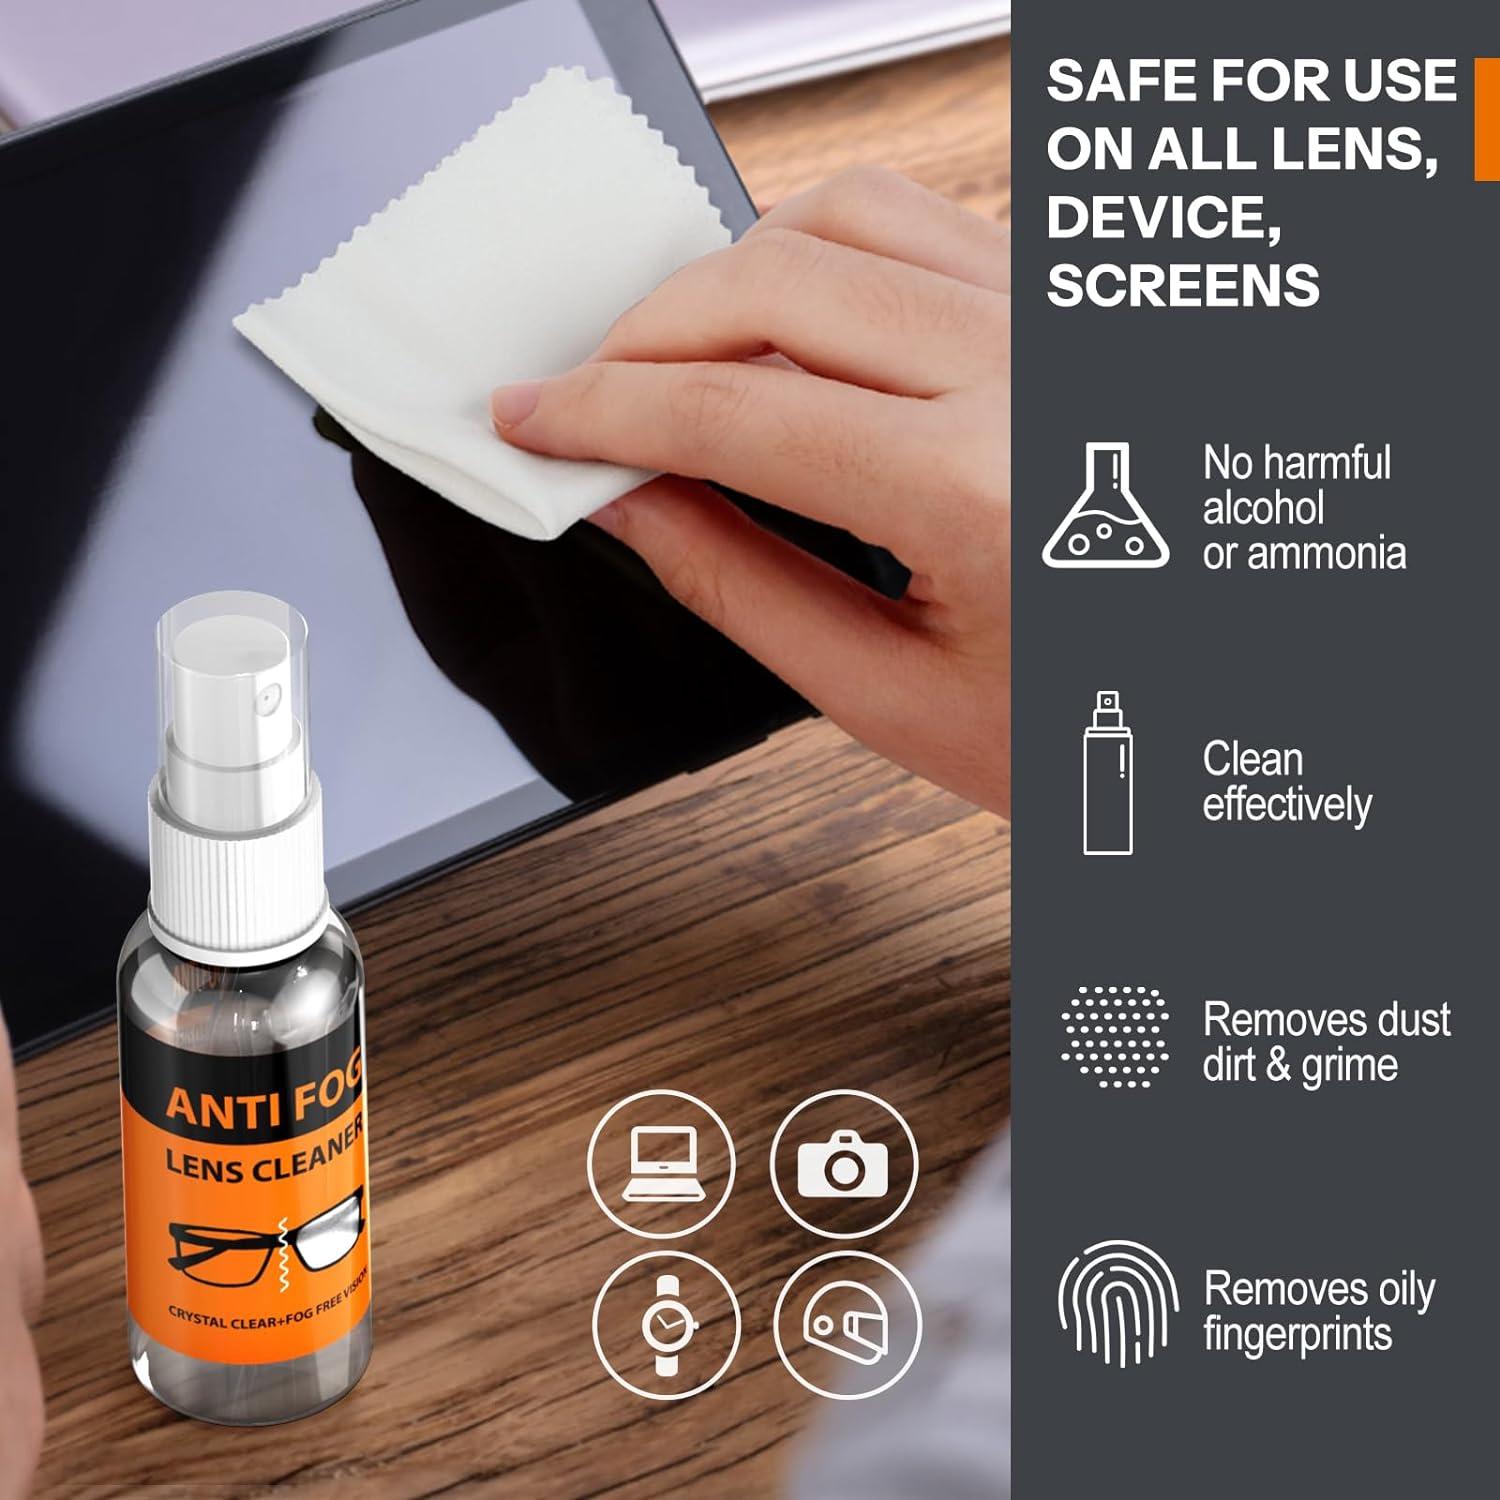 SAFE FOR USE
ON ALL LENS,
DEVICE,
SCREENS
No harmful
alcohol
or ammonia
Clean
effectively
Removes dust
dirt & grime
Removes oily
fingerprints
ANTI FOG
LENS CLEANER
CRYSTAL CLEAR+FOG FREE VISION